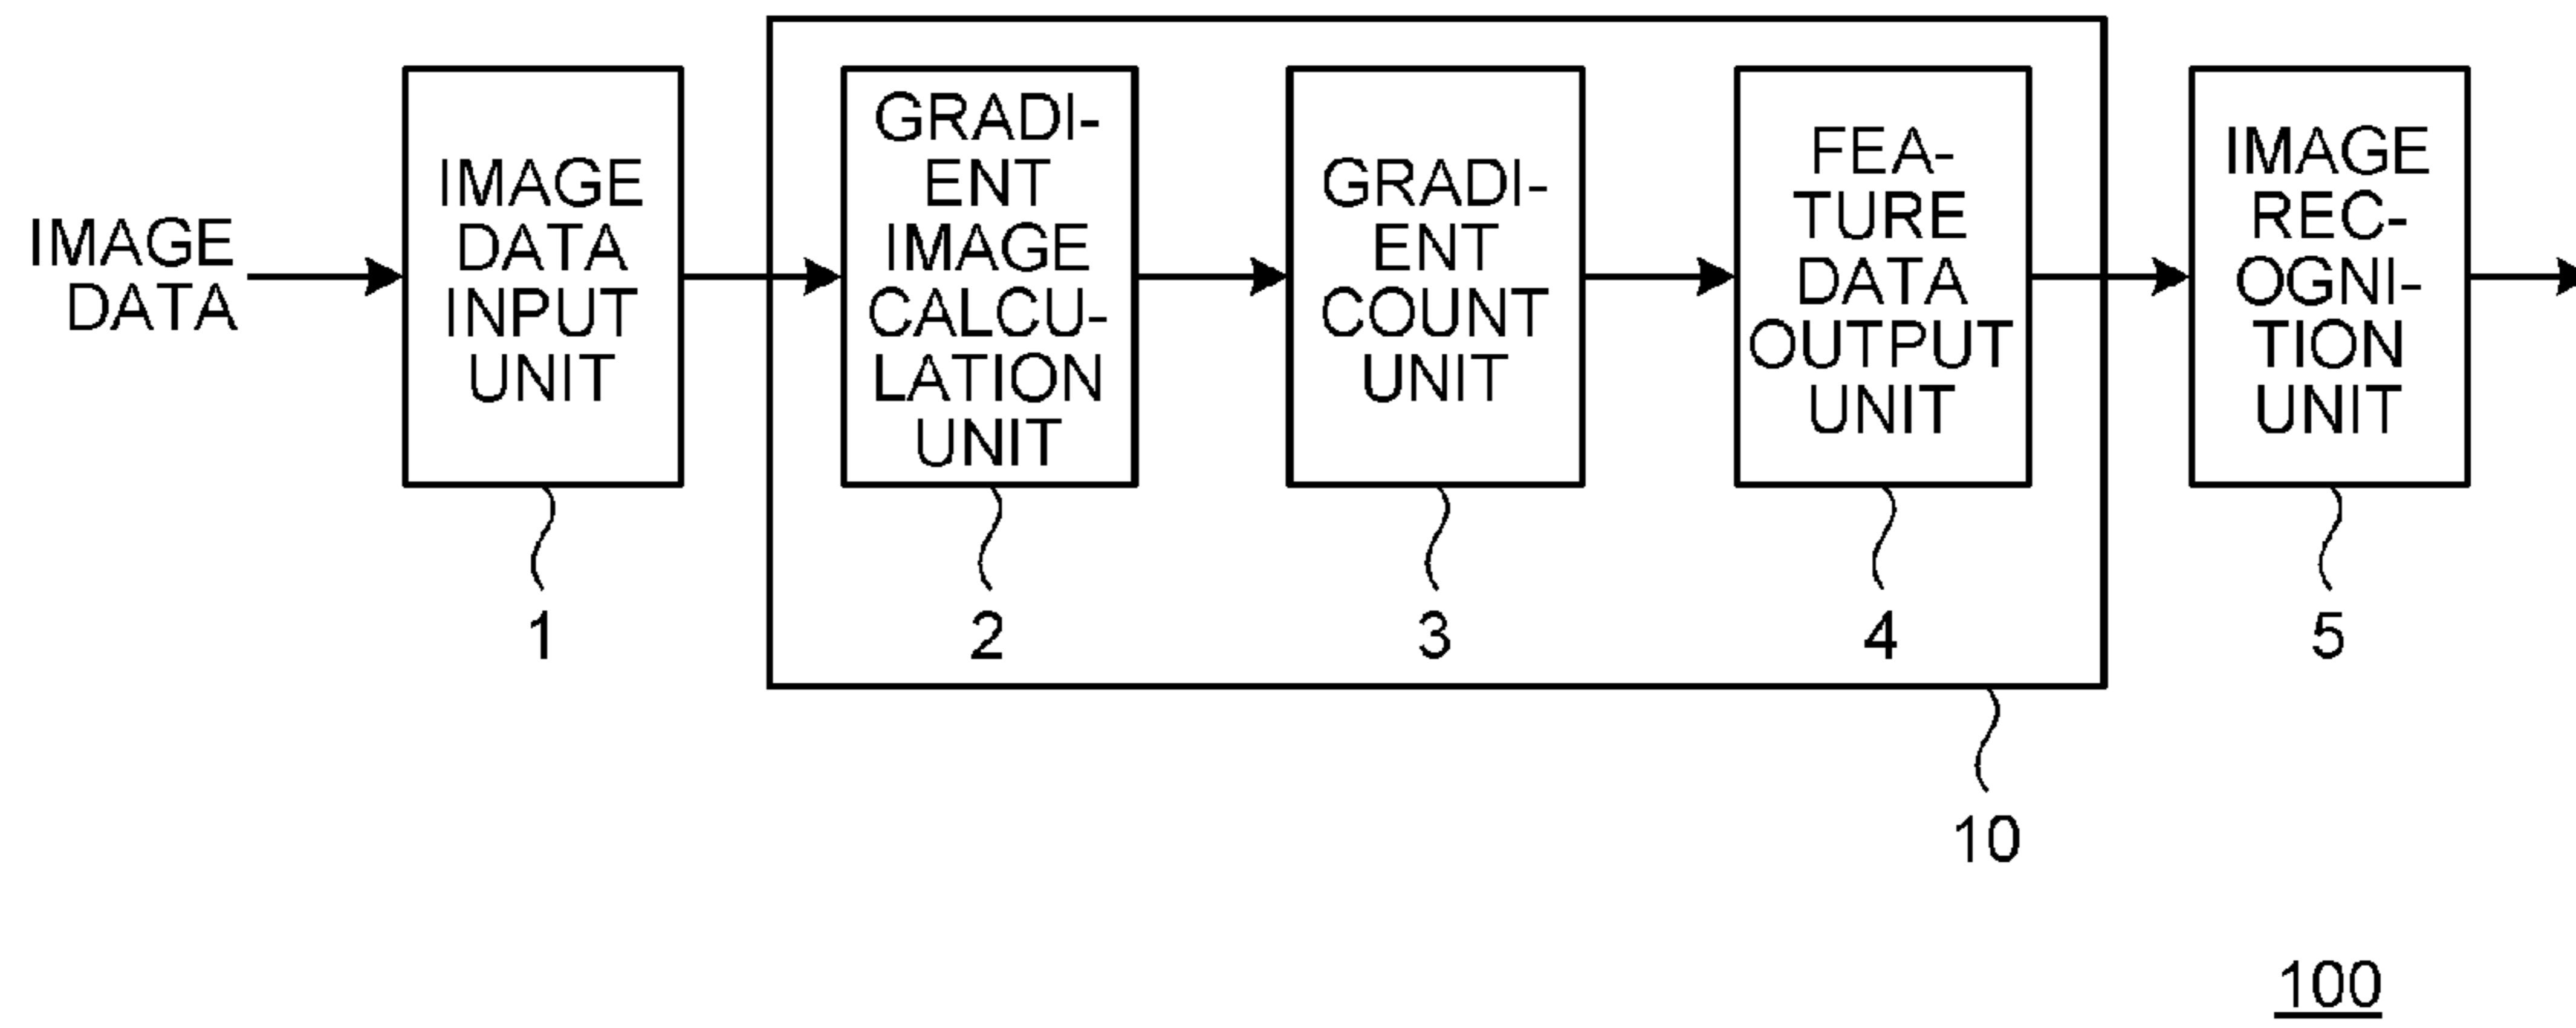 IMAGE
DATA
IMAGE
DATA
INPUT
UNIT
1
GRADI-
ENT
IMAGE
CALCU-
LATION
UNIT
2
GRADI-
ENT
COUNT
UNIT
3
FEA-
TURE
DATA
OUTPUT
UNIT
4
IMAGE
REC-
OGNI-
TION
UNIT
5
10
100